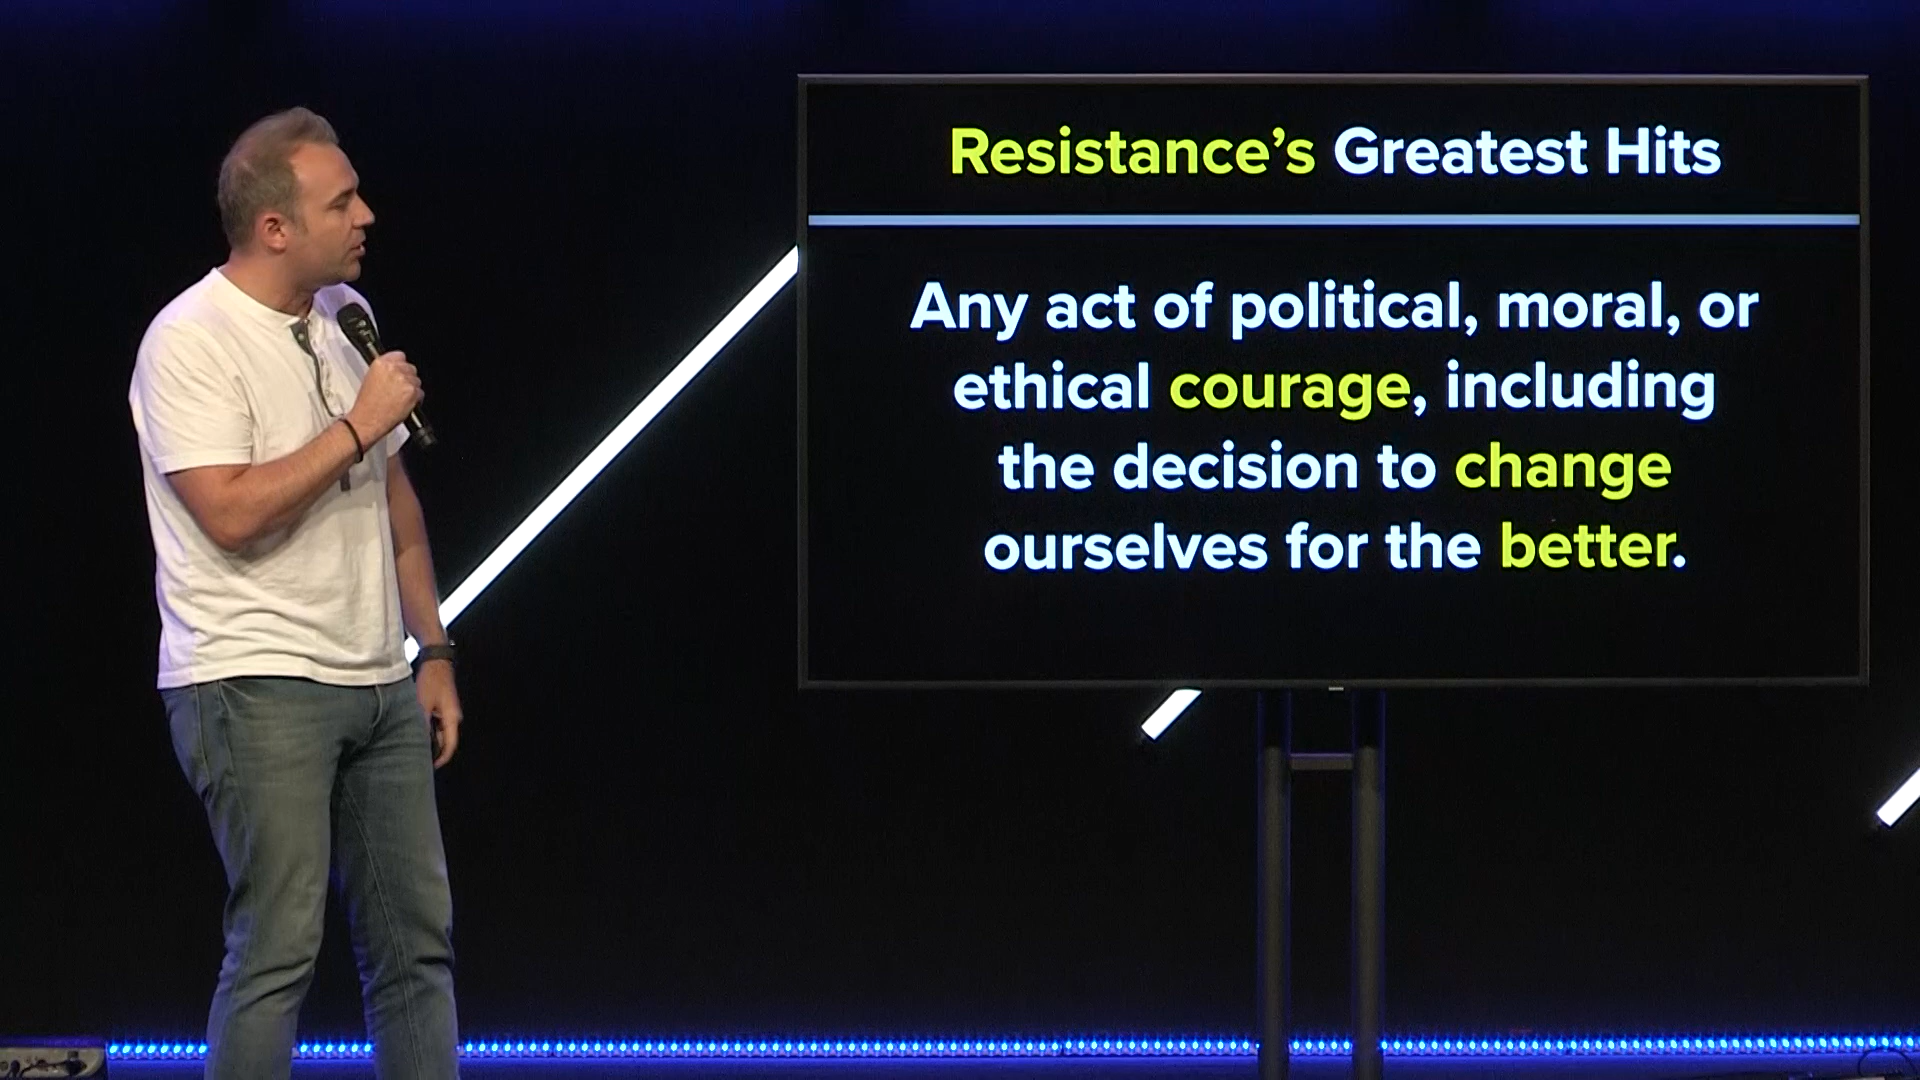 Resistance’s Greatest Hits
Any act of political, moral, or
ethical courage, including
the decision to change
ourselves for the better.